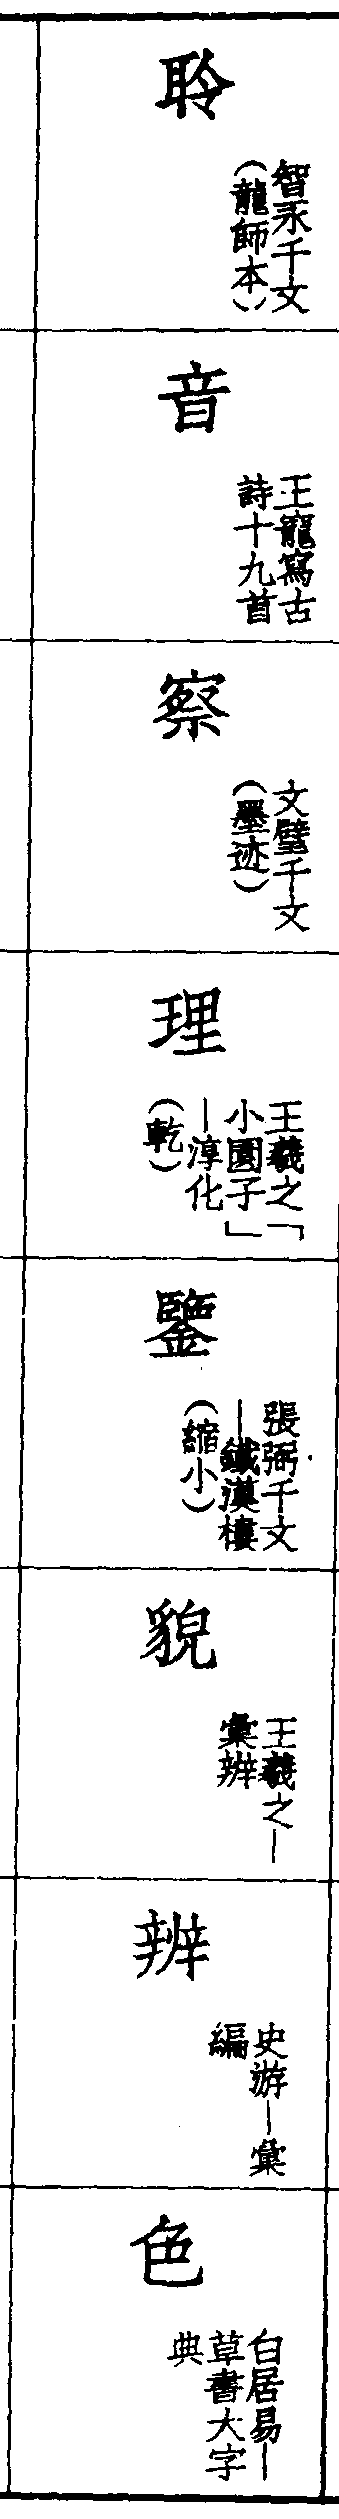 聆
智永千文
（龍師本）
音
王寵寫古
詩十九首
察
文璧千文
（墨迹）
理
王羲之「
小園子」
—淳化
（乾）
鑒
張弼千文
—鐵漢樓
（縮小）
貌
王羲之—
彙辨
辨
史游—彙
編
色
白居易—
草書大字
典